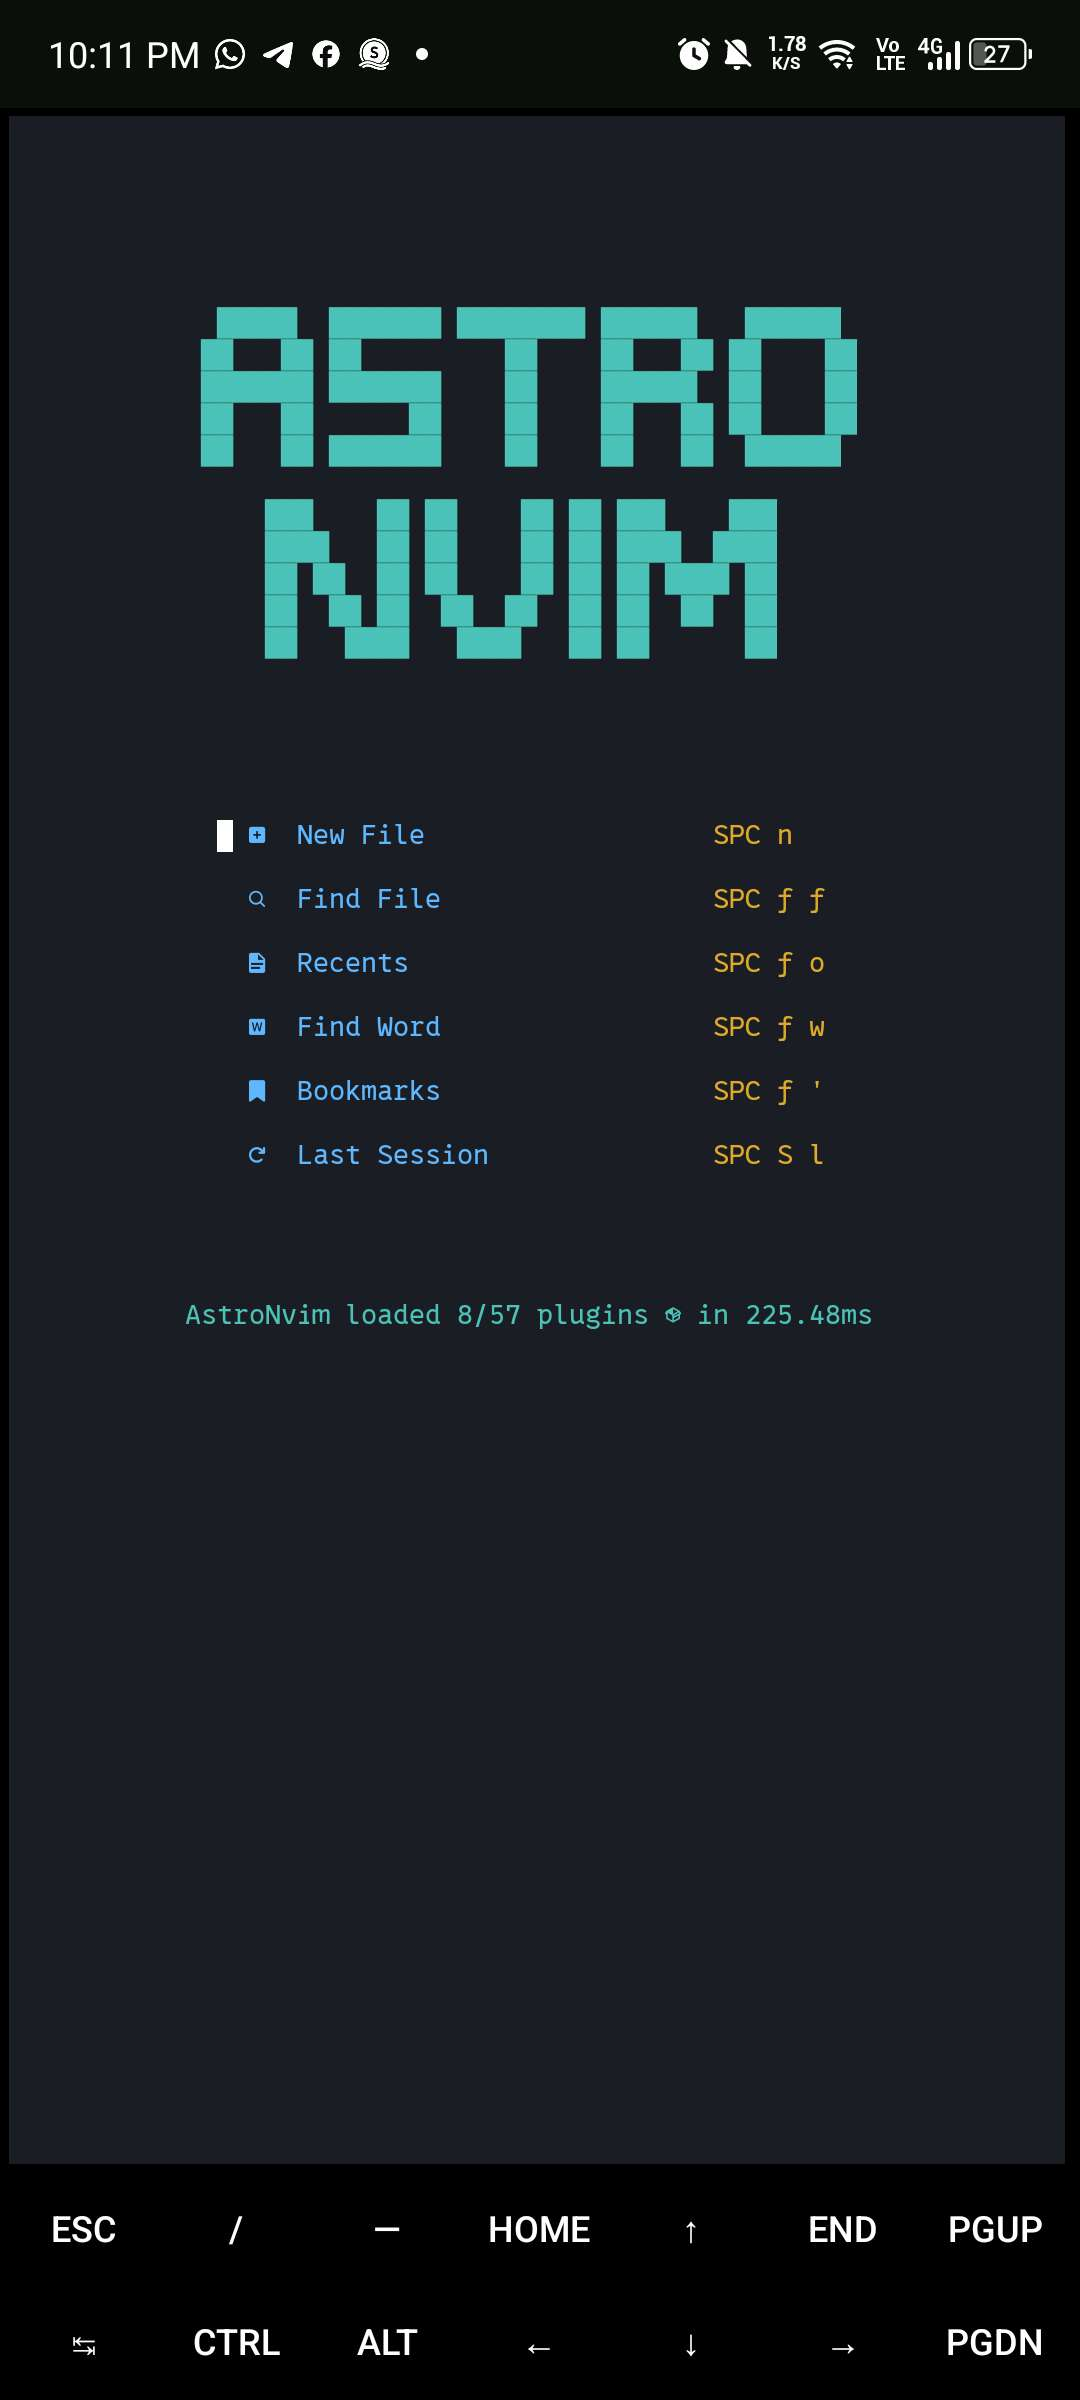 10:11 PM 1.78 K/S Vo LTE 4G 27
ASTRO
NVIM
New File SPC n
Find File SPC f f
Recents SPC f o
Find Word SPC f w
Bookmarks SPC f '
Last Session SPC S l
AstroNvim loaded 8/57 plugins in 225.48ms
ESC / — HOME ↑ END PGUP
↹ CTRL ALT ← ↓ → PGDN